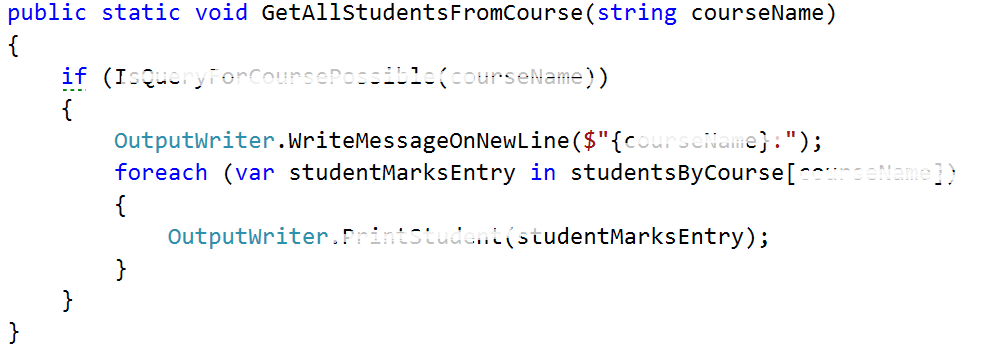 public static void GetAllStudentsFromCourse(string courseName)
{
if (IsQueryForCoursePossible(courseName))
{
OutputWriter.WriteMessageOnNewLine($"{courseName}:");
foreach (var studentMarksEntry in studentsByCourse[courseName])
{
OutputWriter.PrintStudent(studentMarksEntry);
}
}
}